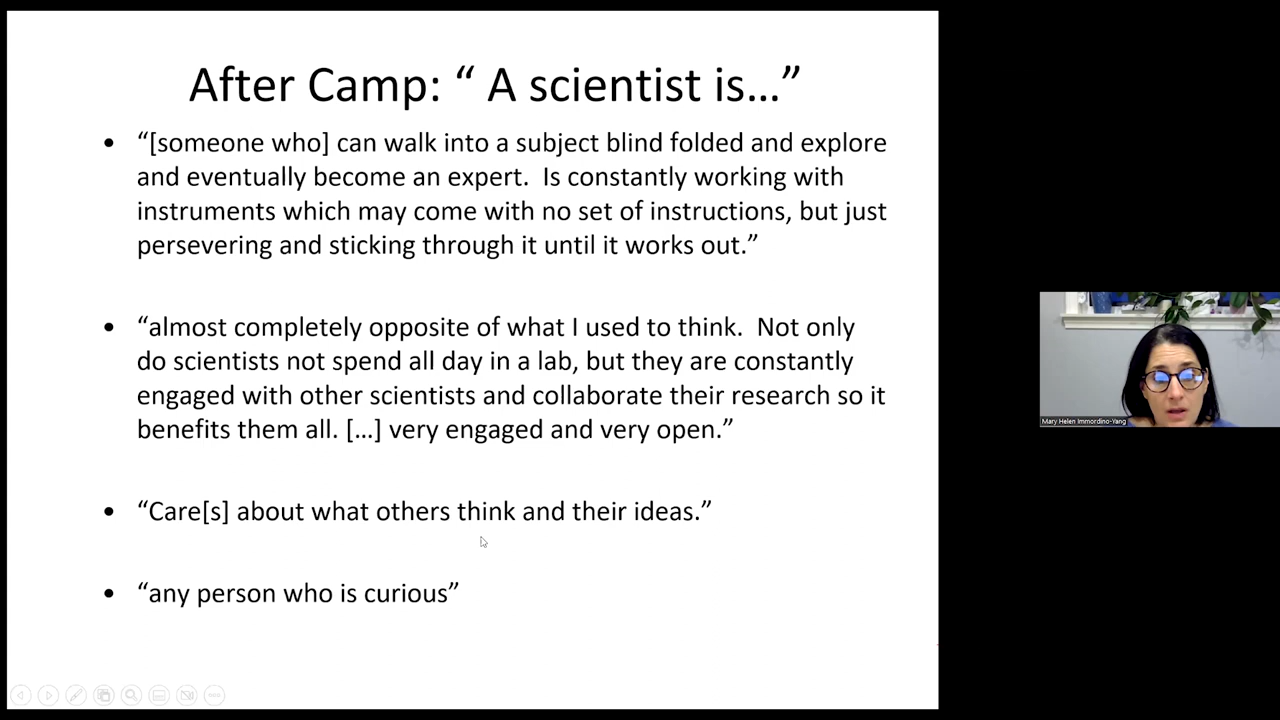 After Camp: “ A scientist is…”
• “[someone who] can walk into a subject blind folded and explore
and eventually become an expert.  Is constantly working with
instruments which may come with no set of instructions, but just
persevering and sticking through it until it works out.”
• “almost completely opposite of what I used to think.  Not only
do scientists not spend all day in a lab, but they are constantly
engaged with other scientists and collaborate their research so it
benefits them all. […] very engaged and very open.”
• “Care[s] about what others think and their ideas.”
• “any person who is curious”
Mary Helen Immordino-Yang